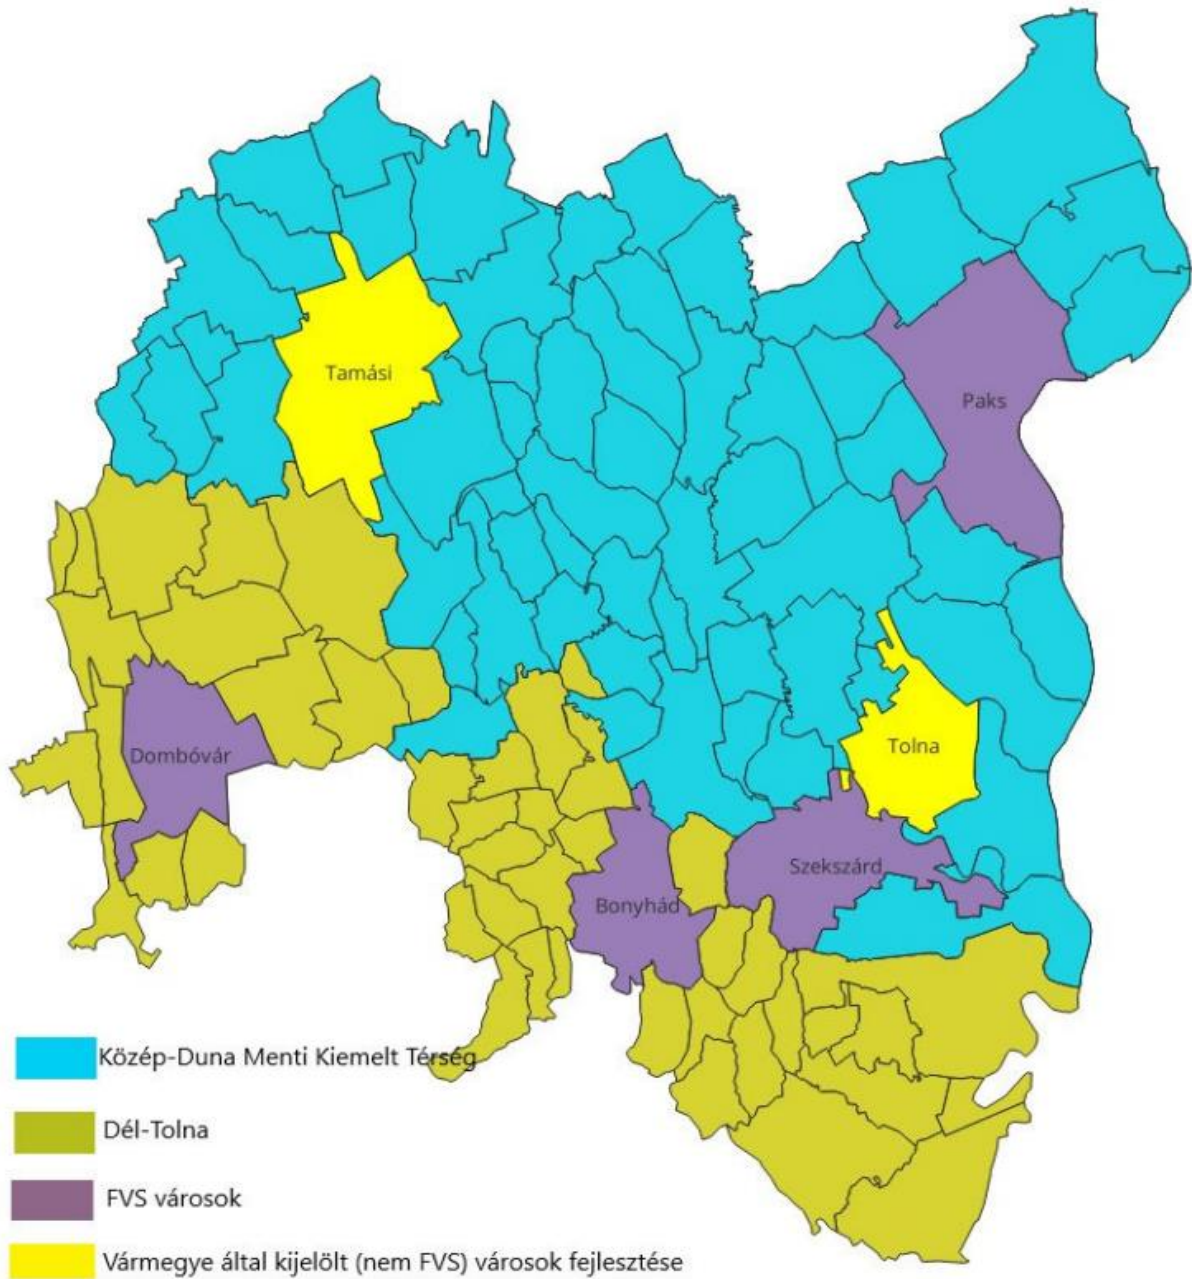 Tamási
Paks
Tolna
Dombóvár
Szekszárd
Bonyhád
Közép-Duna Menti Kiemelt Térség
Dél-Tolna
FVS városok
Vármegye által kijelölt (nem FVS) városok fejlesztése